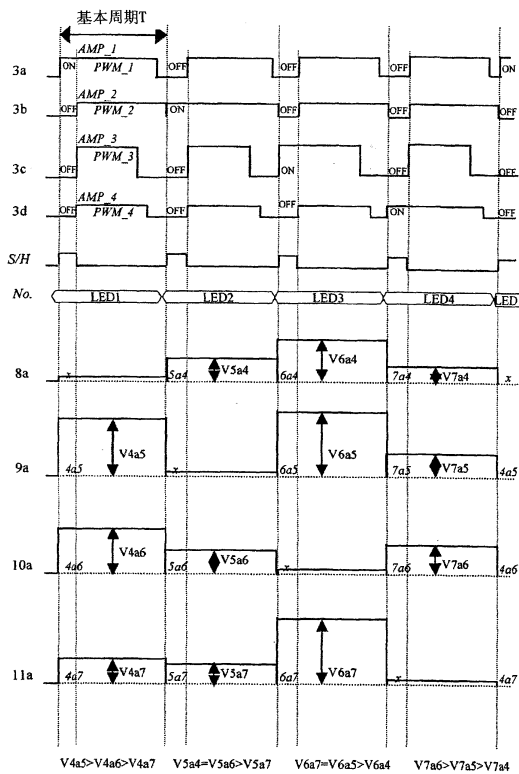 基本周期T
AMP_1
3a ON PWM_1 OFF OFF OFF ON
AMP_2
3b OFF PWM_2 ON OFF OFF OFF
AMP_3
PWM_3
3c OFF OFF ON OFF OFF
AMP_4
OFF
3d OFF PWM_4 OFF ON OFF
S/H
No. LED1 LED2 LED3 LED4 LED
8a x 5a4 V5a4 6a4 V6a4 7a4 V7a4 x
9a 4a5 V4a5 x 6a5 V6a5 7a5 V7a5 4a5
10a 4a6 V4a6 5a6 V5a6 x 7a6 V7a6 4a6
11a 4a7 V4a7 5a7 V5a7 6a7 V6a7 x 4a7
V4a5>V4a6>V4a7 V5a4=V5a6>V5a7 V6a7=V6a5>V6a4 V7a6>V7a5>V7a4